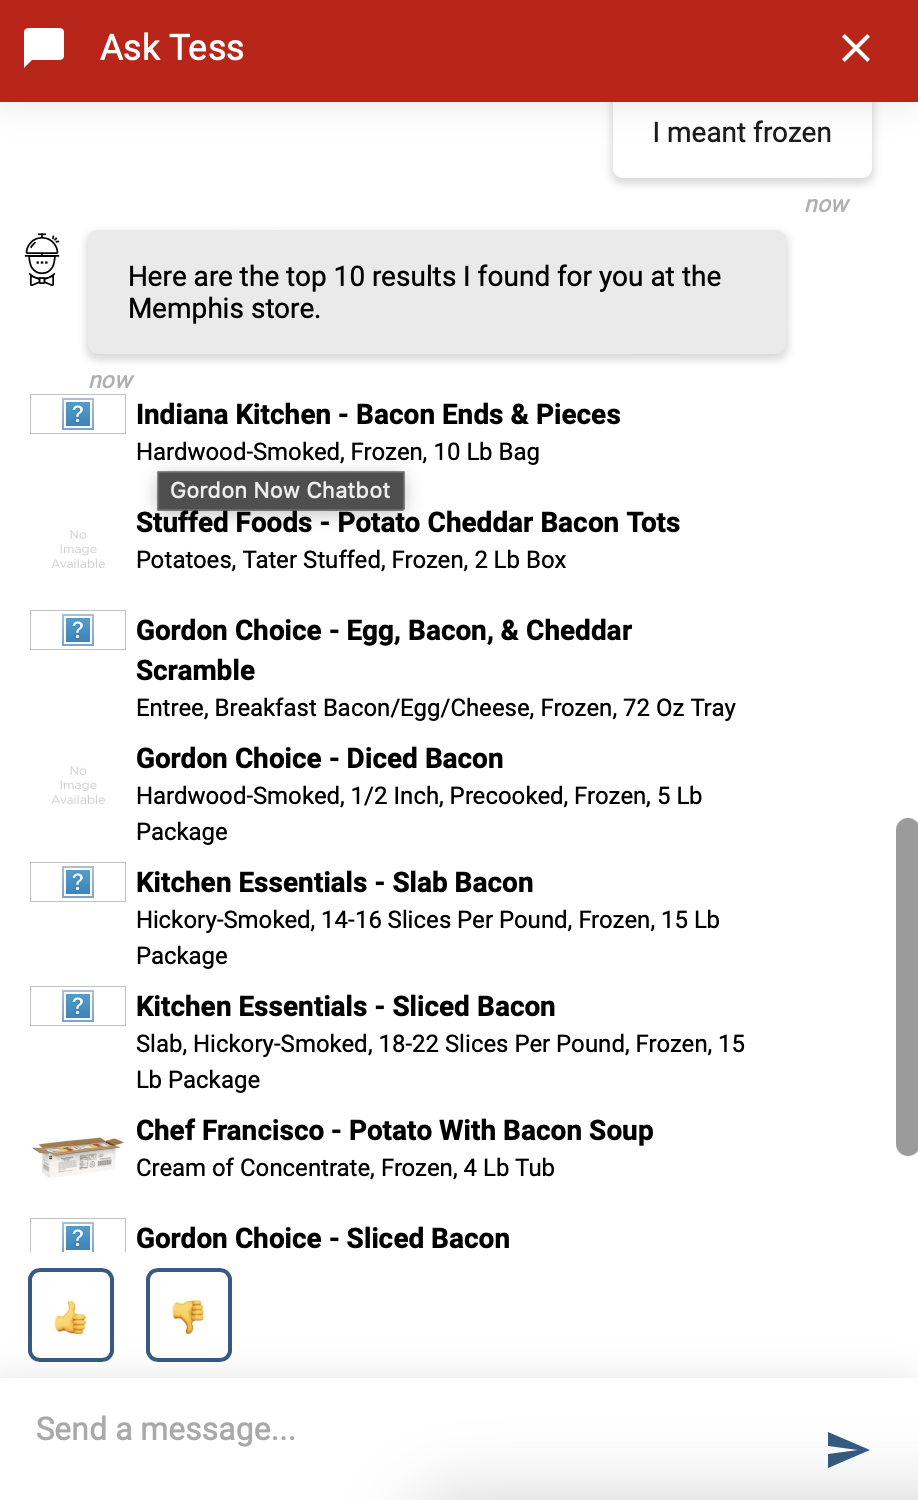 Ask Tess
I meant frozen
now
Here are the top 10 results I found for you at the
Memphis store.
now
Indiana Kitchen - Bacon Ends & Pieces
Hardwood-Smoked, Frozen, 10 Lb Bag
Gordon Now Chatbot
No
Image
Available
Stuffed Foods - Potato Cheddar Bacon Tots
Potatoes, Tater Stuffed, Frozen, 2 Lb Box
Gordon Choice - Egg, Bacon, & Cheddar
Scramble
Entree, Breakfast Bacon/Egg/Cheese, Frozen, 72 Oz Tray
No
Image
Available
Gordon Choice - Diced Bacon
Hardwood-Smoked, 1/2 Inch, Precooked, Frozen, 5 Lb
Package
Kitchen Essentials - Slab Bacon
Hickory-Smoked, 14-16 Slices Per Pound, Frozen, 15 Lb
Package
Kitchen Essentials - Sliced Bacon
Slab, Hickory-Smoked, 18-22 Slices Per Pound, Frozen, 15
Lb Package
Chef Francisco - Potato With Bacon Soup
Cream of Concentrate, Frozen, 4 Lb Tub
Gordon Choice - Sliced Bacon
Send a message...